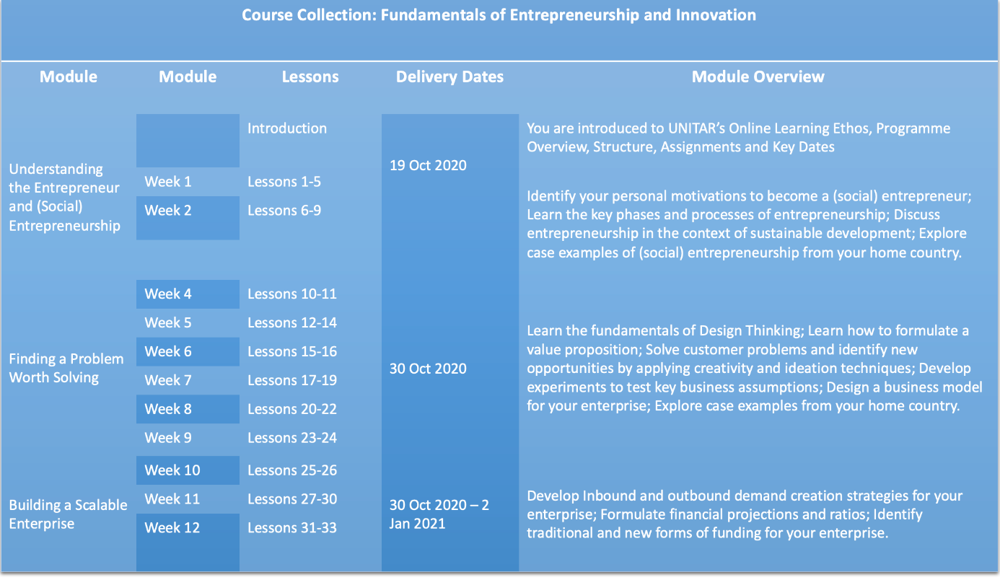 Course Collection: Fundamentals of Entrepreneurship and Innovation
Module
Module
Lessons
Delivery Dates
Module Overview
Understanding
the Entrepreneur
and (Social)
Entrepreneurship
Introduction
Week 1
Lessons 1-5
Week 2
Lessons 6-9
19 Oct 2020
You are introduced to UNITAR’s Online Learning Ethos, Programme
Overview, Structure, Assignments and Key Dates
Identify your personal motivations to become a (social) entrepreneur;
Learn the key phases and processes of entrepreneurship; Discuss
entrepreneurship in the context of sustainable development; Explore
case examples of (social) entrepreneurship from your home country.
Finding a Problem
Worth Solving
Week 4
Lessons 10-11
Week 5
Lessons 12-14
Week 6
Lessons 15-16
Week 7
Lessons 17-19
Week 8
Lessons 20-22
Week 9
Lessons 23-24
30 Oct 2020
Learn the fundamentals of Design Thinking; Learn how to formulate a
value proposition; Solve customer problems and identify new
opportunities by applying creativity and ideation techniques; Develop
experiments to test key business assumptions; Design a business model
for your enterprise; Explore case examples from your home country.
Building a Scalable
Enterprise
Week 10
Lessons 25-26
Week 11
Lessons 27-30
Week 12
Lessons 31-33
30 Oct 2020 – 2
Jan 2021
Develop Inbound and outbound demand creation strategies for your
enterprise; Formulate financial projections and ratios; Identify
traditional and new forms of funding for your enterprise.